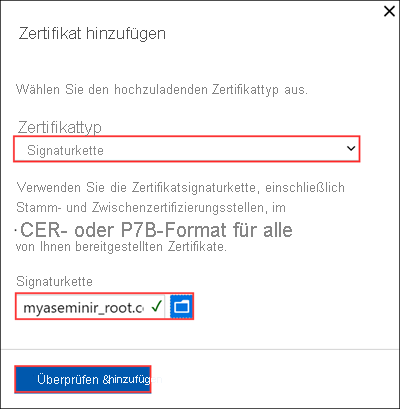 Zertifikat hinzufügen
Wählen Sie den hochzuladenden Zertifikattyp aus.
Zertifikattyp
Signaturkette
Verwenden Sie die Zertifikatsignaturkette, einschließlich
Stamm- und Zwischenzertifizierungsstellen, im
·CER- oder P7B-Format für alle
von Ihnen bereitgestellten Zertifikate.
Signaturkette
myaseminir_root.c
Überprüfen &hinzufüg